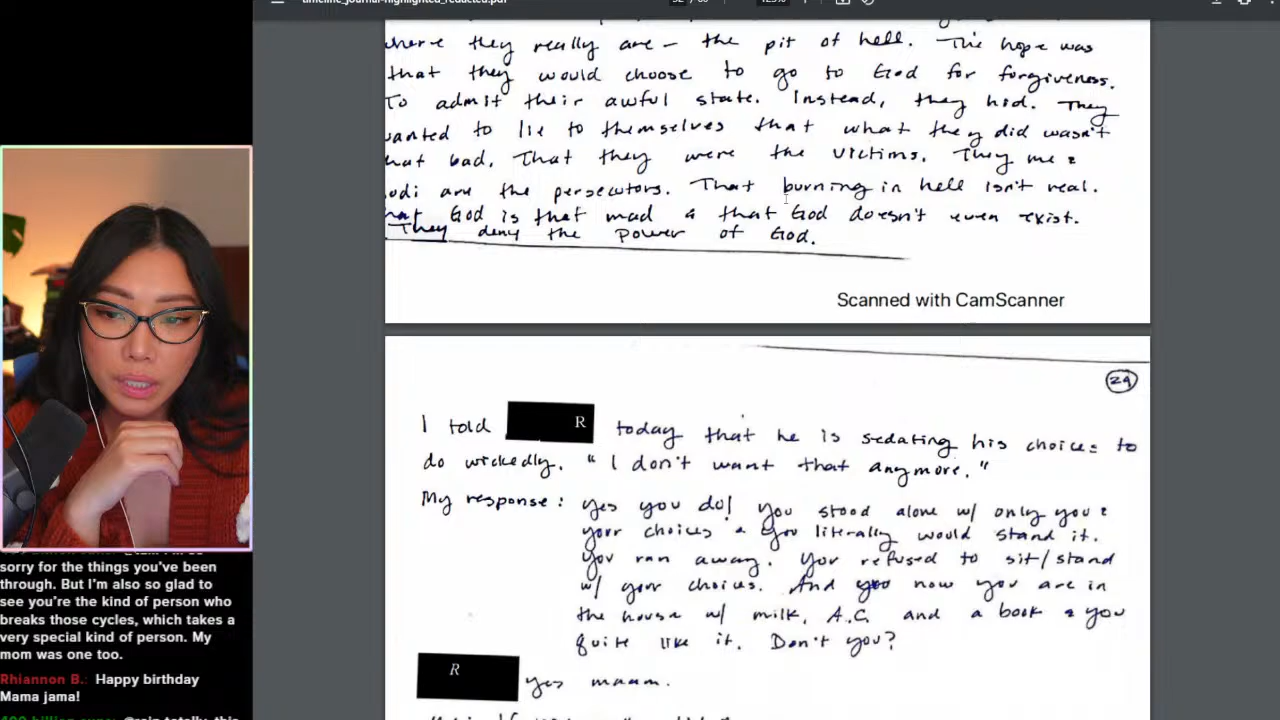 timeline_journal-highlighted_redacted.pdf
where they really are - the pit of hell. The hope was
that they would choose to go to God for forgiveness.
To admit their awful state. Instead, they hid. They
wanted to lie to themselves that what they did wasn't
that bad. That they were the victims. They me &
odi are the persecutors. That burning in hell isn't real.
hat God is that mad & that God doesn't even exist.
They deny the power of God.
Scanned with CamScanner
24
I told R today that he is sedating his choices to
do wickedly. "I don't want that anymore."
My response: yes you do! you stood alone w/ only you &
your choices & you literally would stand it.
you ran away. You refused to sit/stand
w/ your choices. And you now you are in
the house w/ milk, A.C. and a book & you
quite like it. Don't you?
R yes maam.
sorry for the things you've been
through. But I'm also so glad to
see you're the kind of person who
breaks those cycles, which takes a
very special kind of person. My
mom was one too.
Rhiannon B.: Happy birthday
Mama jama!